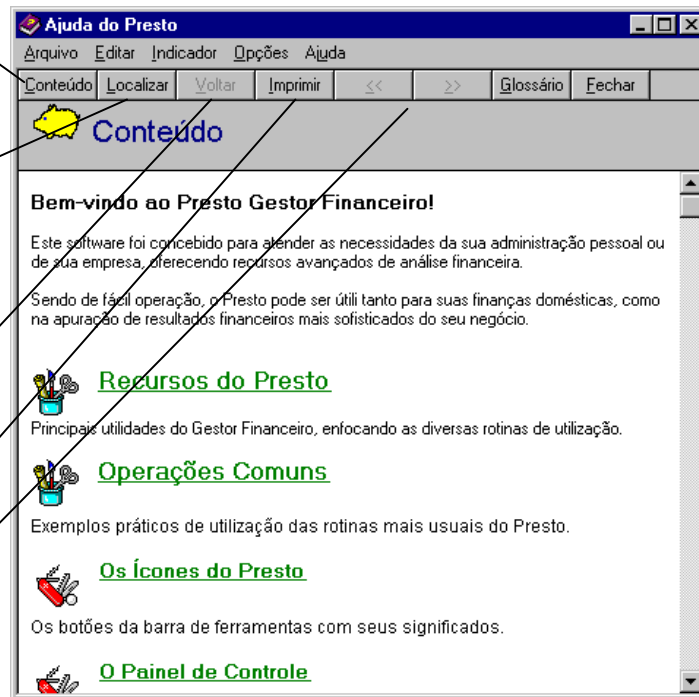 Ajuda do Presto
Arquivo Editar Indicador Opções Ajuda
Conteúdo Localizar Voltar Imprimir << >> Glossário Fechar
Conteúdo
Bem-vindo ao Presto Gestor Financeiro!
Este software foi concebido para atender as necessidades da sua administração pessoal ou
de sua empresa, oferecendo recursos avançados de análise financeira.
Sendo de fácil operação, o Presto pode ser útili tanto para suas finanças domésticas, como
na apuração de resultados financeiros mais sofisticados do seu negócio.
Recursos do Presto
Principais utilidades do Gestor Financeiro, enfocando as diversas rotinas de utilização.
Operações Comuns
Exemplos práticos de utilização das rotinas mais usuais do Presto.
Os Ícones do Presto
Os botões da barra de ferramentas com seus significados.
O Painel de Controle